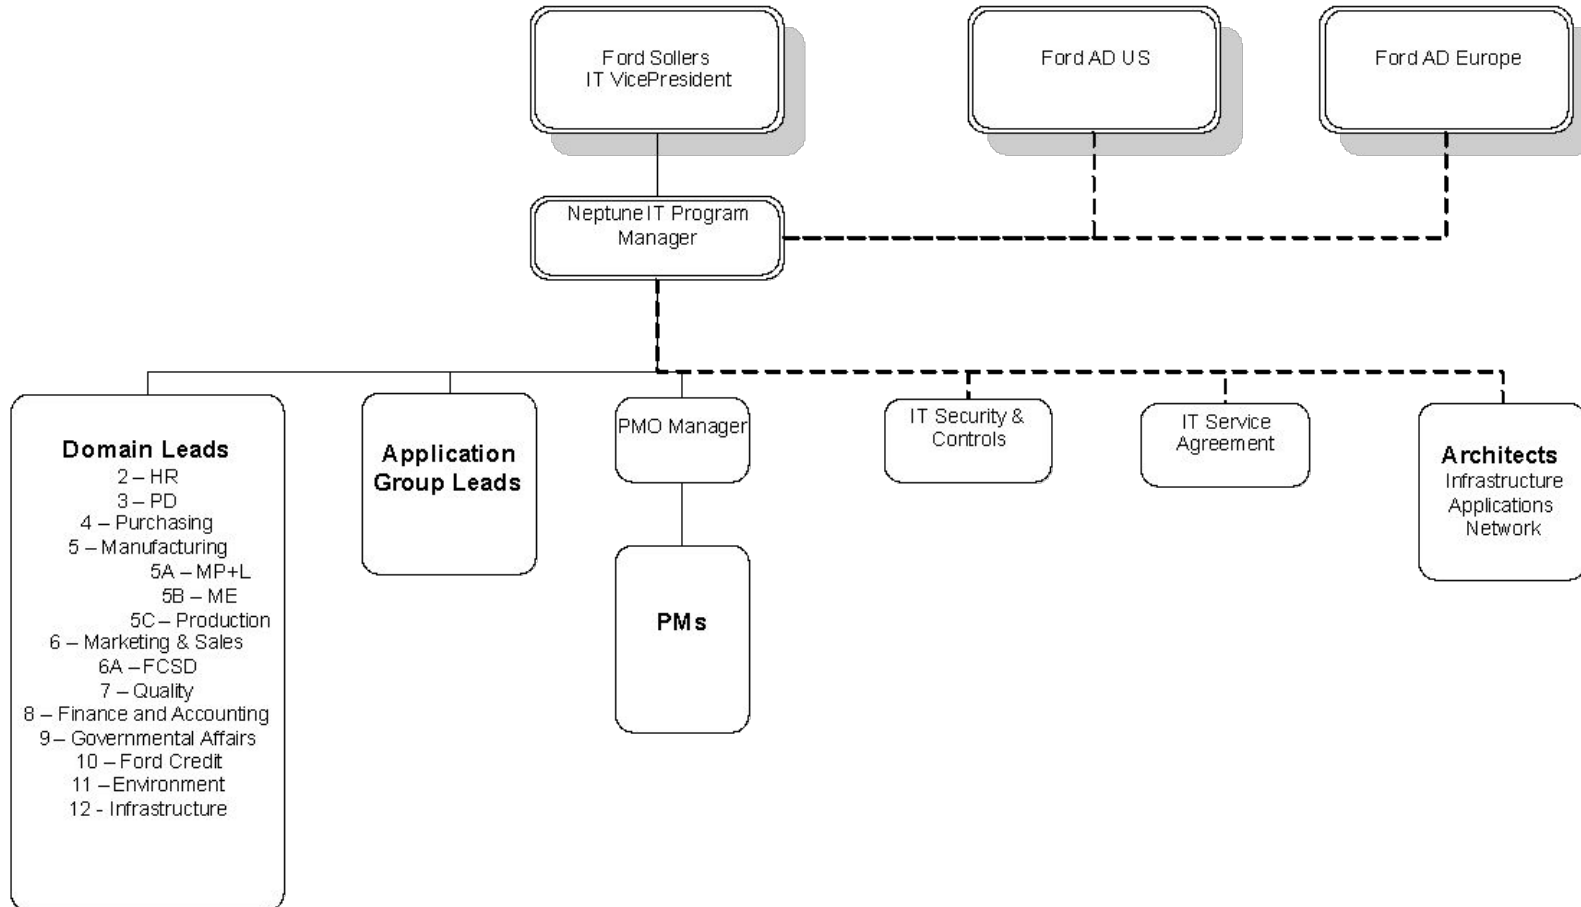 Ford Sollers
IT VicePresident
Ford AD US
Ford AD Europe
Neptune IT Program
Manager
Domain Leads
2 – HR
3 – PD
4 – Purchasing
5 – Manufacturing
5A – MP+L
5B – ME
5C – Production
6 – Marketing & Sales
6A – FCSD
7 – Quality
8 – Finance and Accounting
9 – Governmental Affairs
10 – Ford Credit
11 – Environment
12 - Infrastructure
Application
Group Leads
PMO Manager
PMs
IT Security &
Controls
IT Service
Agreement
Architects
Infrastructure
Applications
Network